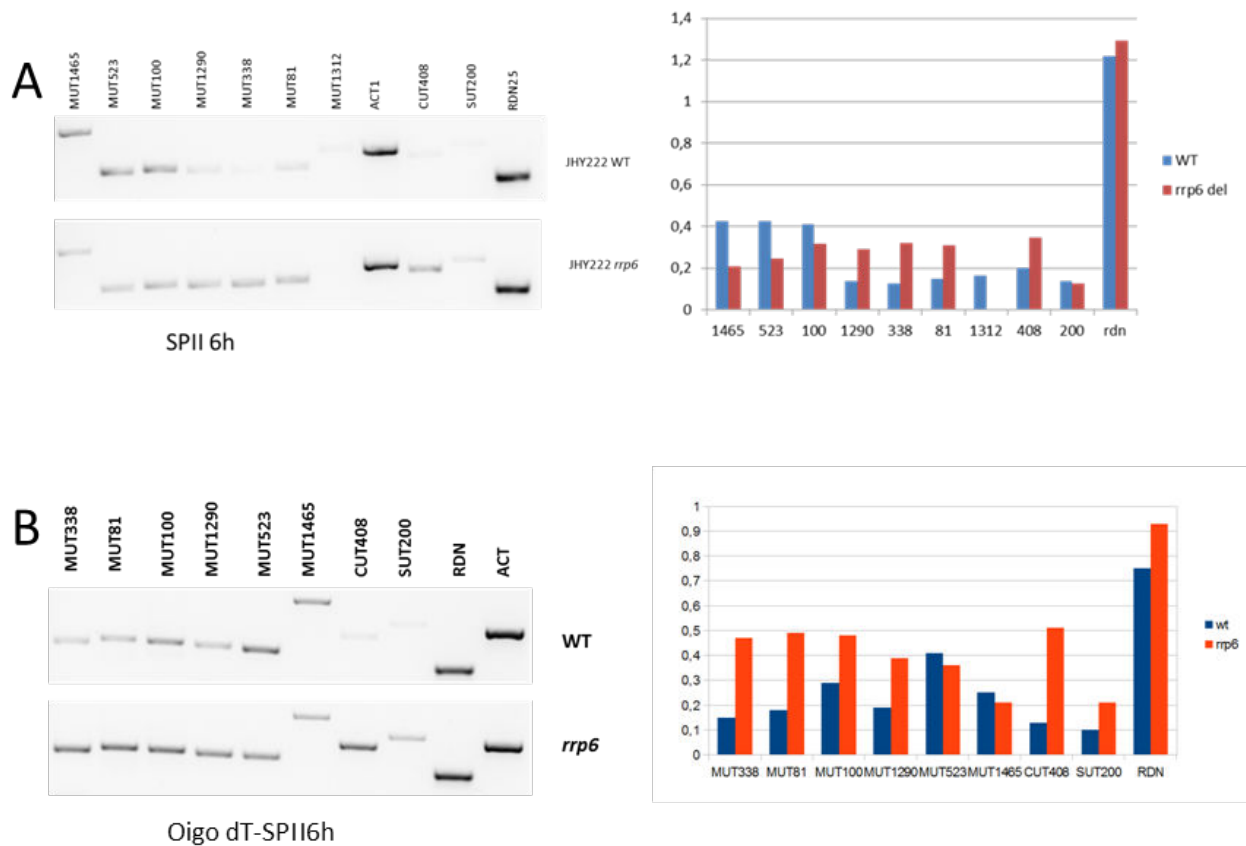 A
MUT1465
MUT523
MUT100
MUT1290
MUT338
MUT81
MUT1312
ACT1
CUT408
SUT200
RDN25
JHY222 WT
JHY222 rrp6
SPII 6h
1,4
1,2
1
0,8
0,6
0,4
0,2
0
1465 523 100 1290 338 81 1312 408 200 rdn
WT
rrp6 del
B
MUT338
MUT81
MUT100
MUT1290
MUT523
MUT1465
CUT408
SUT200
RDN
ACT
WT
rrp6
Oigo dT-SPII6h
1
0,9
0,8
0,7
0,6
0,5
0,4
0,3
0,2
0,1
0
MUT338 MUT81 MUT100 MUT1290 MUT523 MUT1465 CUT408 SUT200 RDN
wt
rrp6